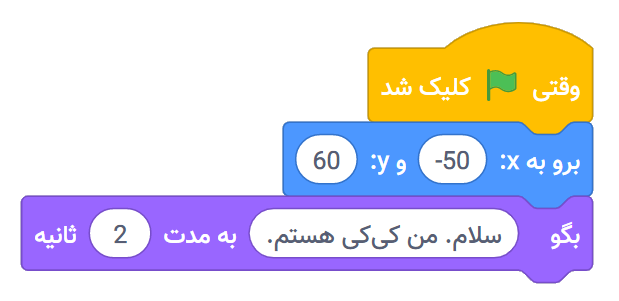 وقتی کلیک شد
برو به x: -50 و y: 60
بگو سلام. من کی‌کی هستم. به مدت 2 ثانیه